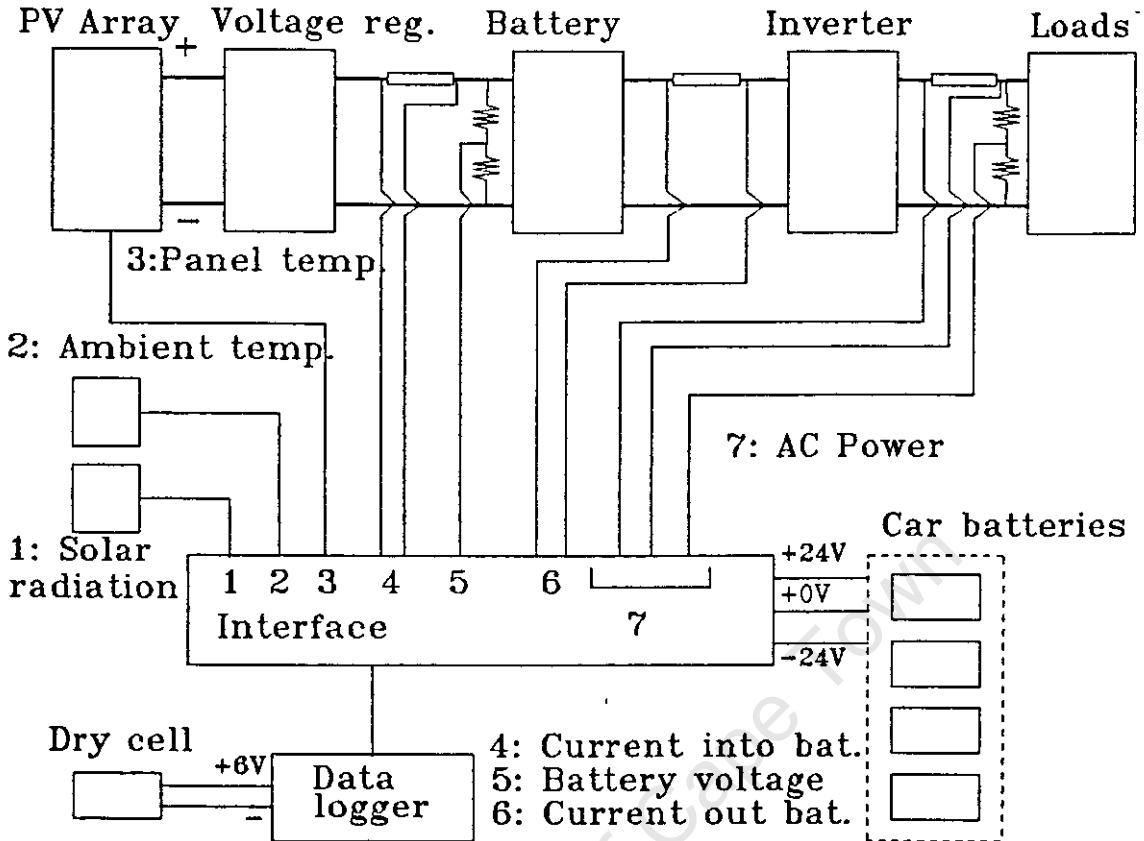 PV Array
Voltage reg.
Battery
Inverter
Loads
+
−
3:Panel temp.
2: Ambient temp.
7: AC Power
1: Solar
radiation
Car batteries
1 2 3 4 5 6
7
Interface
+24V
+0V
−24V
Dry cell
+6V
−
Data
logger
4: Current into bat.
5: Battery voltage
6: Current out bat.
Cape Town